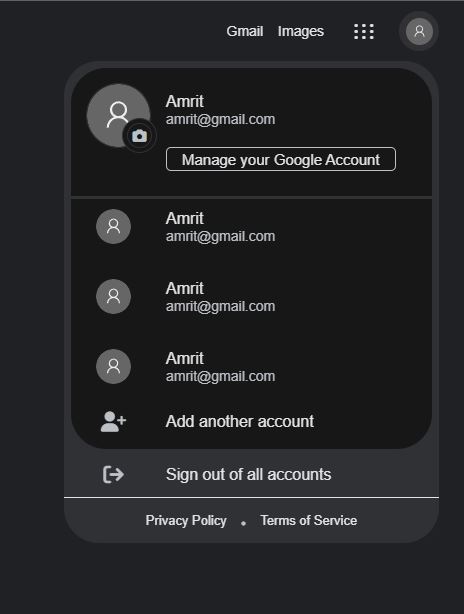 Gmail Images
Amrit
amrit@gmail.com
Manage your Google Account
Amrit
amrit@gmail.com
Amrit
amrit@gmail.com
Amrit
amrit@gmail.com
Add another account
Sign out of all accounts
Privacy Policy • Terms of Service